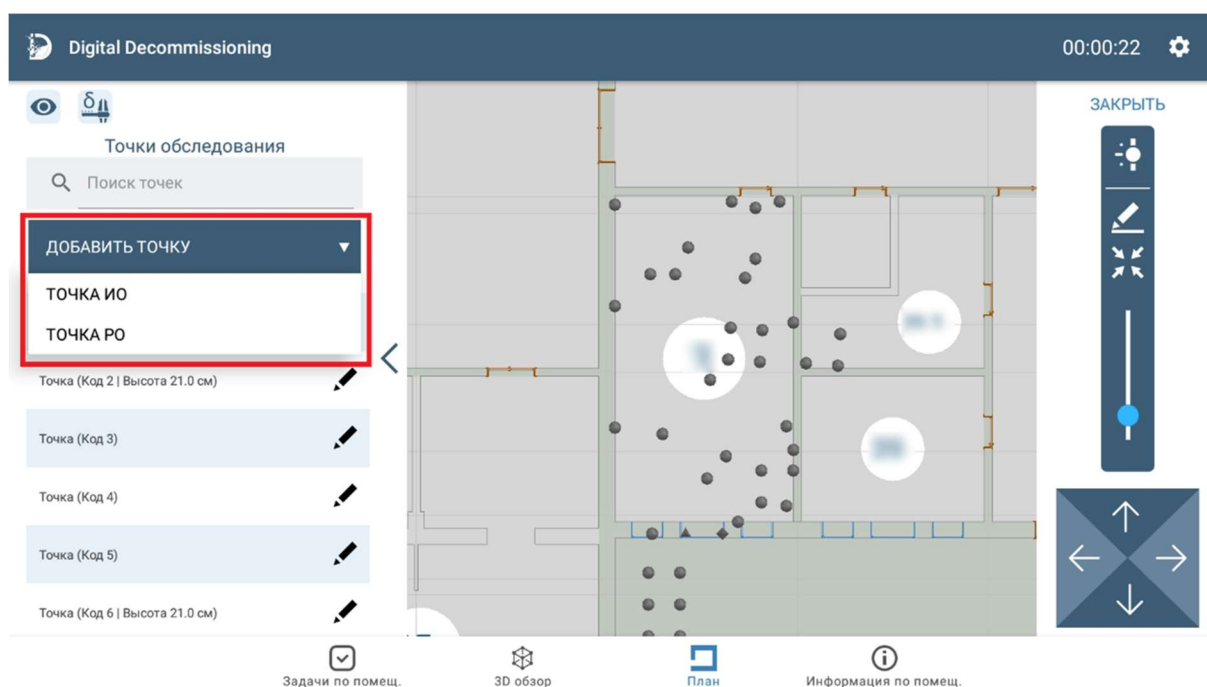 Digital Decommissioning
00:00:22
δ
ЗАКРЫТЬ
Точки обследования
Поиск точек
ДОБАВИТЬ ТОЧКУ
ТОЧКА ИО
ТОЧКА РО
Точка (Код 2 | Высота 21.0 см)
Точка (Код 3)
Точка (Код 4)
Точка (Код 5)
Точка (Код 6 | Высота 21.0 см)
Задачи по помещ.
3D обзор
План
Информация по помещ.